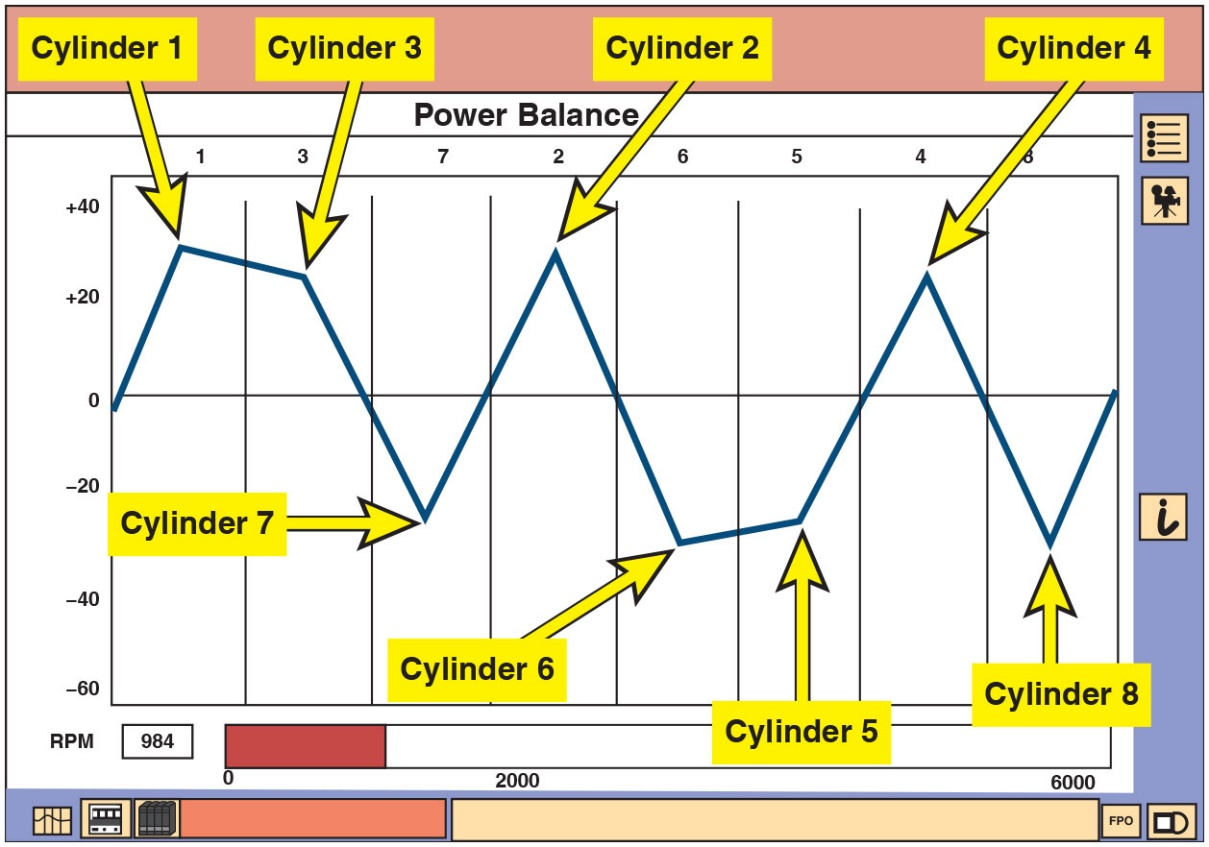 Cylinder 1
Cylinder 3
Cylinder 2
Cylinder 4
Power Balance
1 3 7 2 6 5 4 8
+40
+20
0
−20
−40
−60
Cylinder 7
Cylinder 6
Cylinder 5
Cylinder 8
RPM 984
0 2000 6000
i
FPO